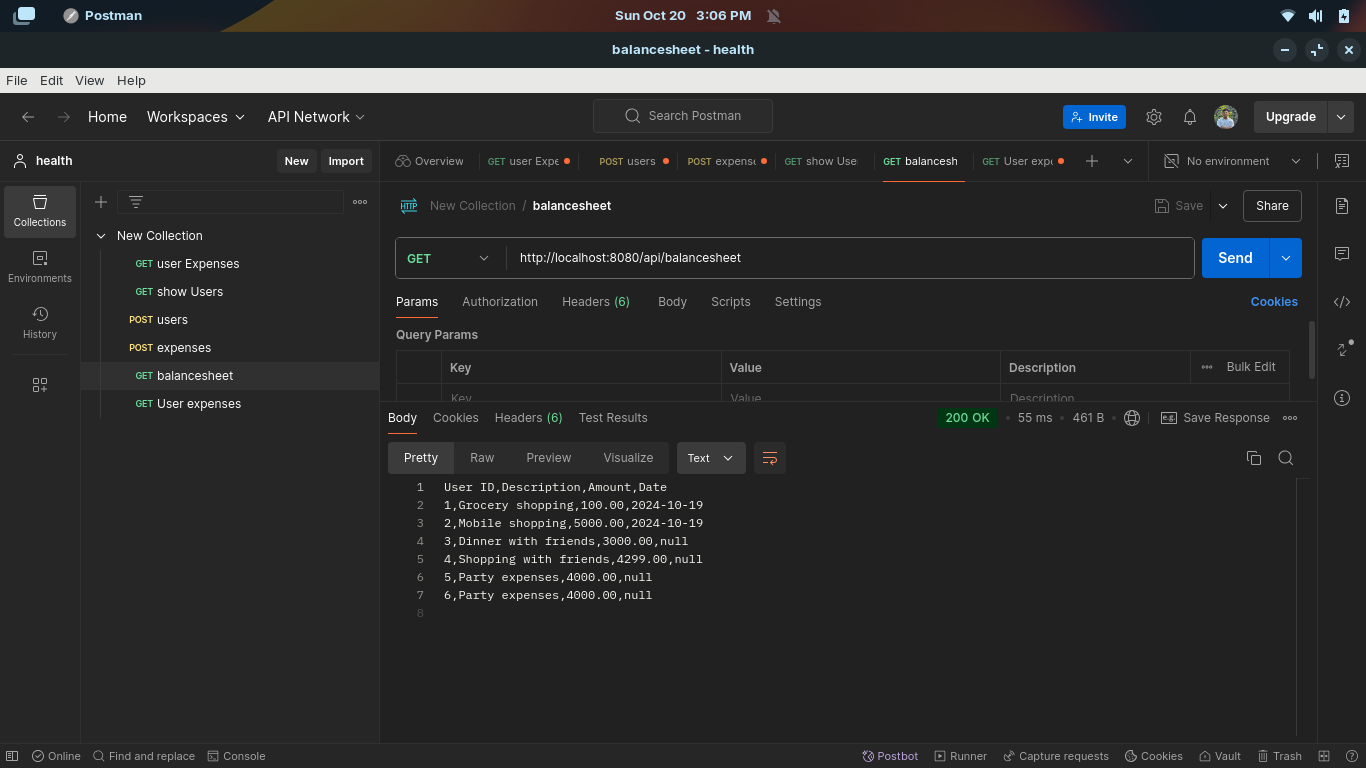 Postman
Sun Oct 20 3:06 PM
balancesheet - health
File Edit View Help
Home Workspaces API Network
Search Postman
Invite
Upgrade
health
New Import
Overview
GET user Expe
POST users
POST expense
GET show Use
GET balancesh
GET User expe
No environment
Collections
Environments
History
New Collection
GET user Expenses
GET show Users
POST users
POST expenses
GET balancesheet
GET User expenses
HTTP New Collection / balancesheet
Save Share
GET http://localhost:8080/api/balancesheet
Send
Params Authorization Headers (6) Body Scripts Settings
Cookies
Query Params
Key Value Description ••• Bulk Edit
Key Value Description
Body Cookies Headers (6) Test Results
200 OK • 55 ms • 461 B
e.g. Save Response
Pretty Raw Preview Visualize Text
1 User ID,Description,Amount,Date
2 1,Grocery shopping,100.00,2024-10-19
3 2,Mobile shopping,5000.00,2024-10-19
4 3,Dinner with friends,3000.00,null
5 4,Shopping with friends,4299.00,null
6 5,Party expenses,4000.00,null
7 6,Party expenses,4000.00,null
8
Online Find and replace Console
Postbot Runner Capture requests Cookies Vault Trash